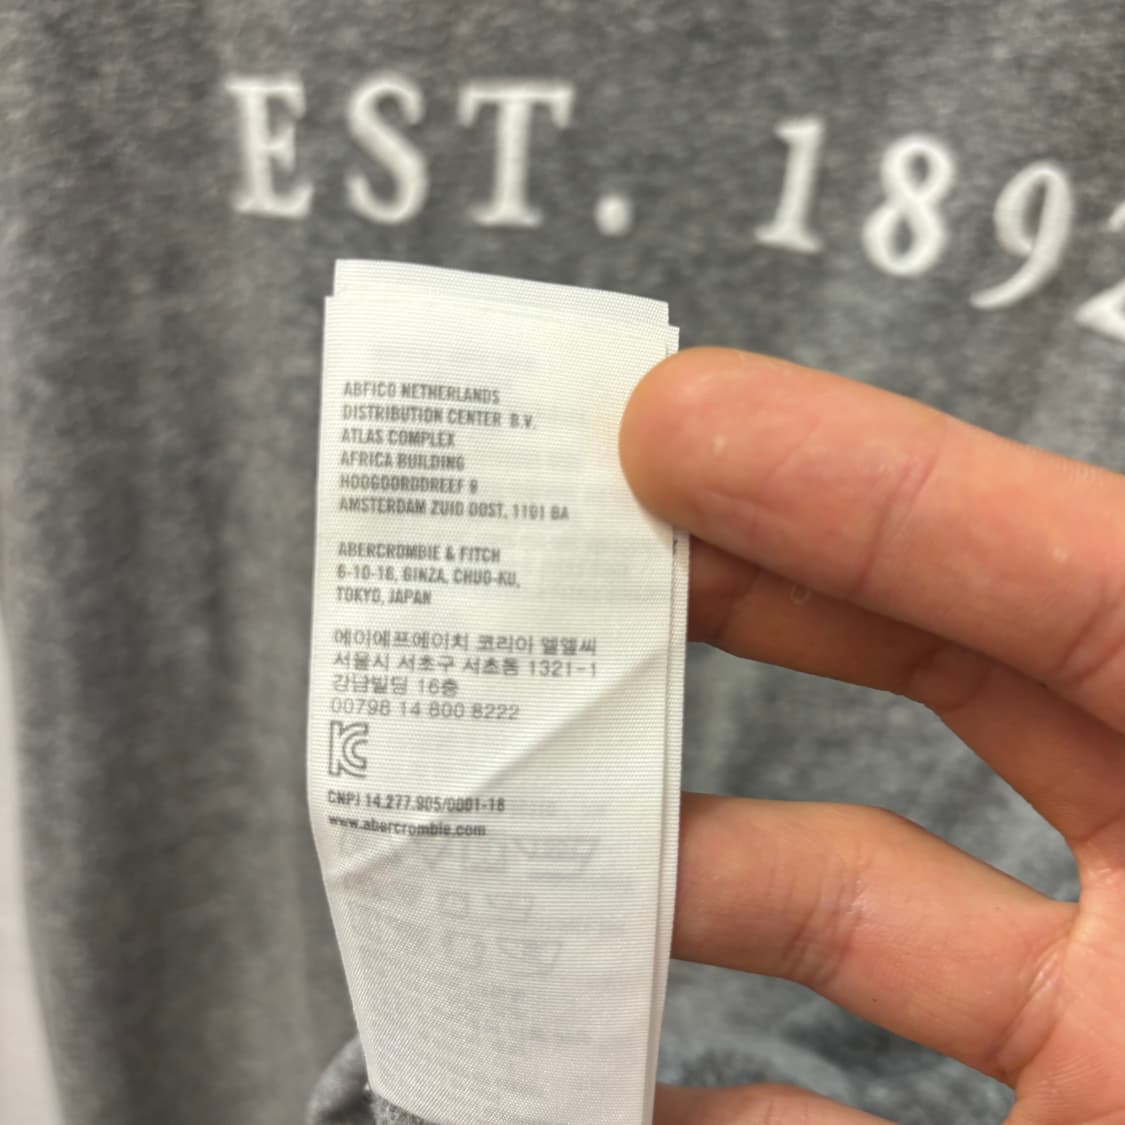 EST. 1892
ABFICO NETHERLANDS
DISTRIBUTION CENTER B.V.
ATLAS COMPLEX
AFRICA BUILDING
HOOGOORDDREEF 9
AMSTERDAM ZUID OOST, 1101 BA
ABERCROMBIE & FITCH
6-10-16, GINZA, CHUO-KU,
TOKYO, JAPAN
에이에프에이치 코리아 엘엘씨
서울시 서초구 서초동 1321-1
강남빌딩 16층
00798 14 800 8222
KC
CNPJ 14.277.905/0001-18
www.abercrombie.com